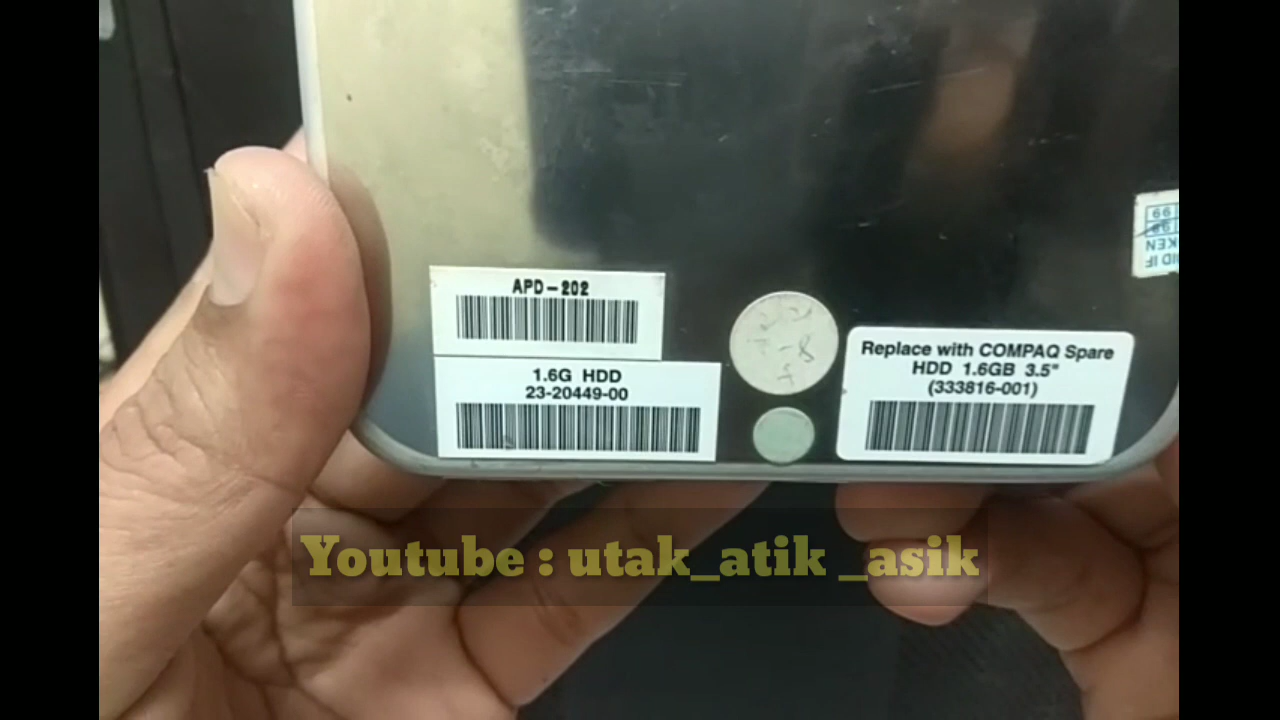 APD-202
1.6G HDD
23-20449-00
Replace with COMPAQ Spare
HDD 1.6GB 3.5"
(333816-001)
99
Youtube : utak_atik _asik